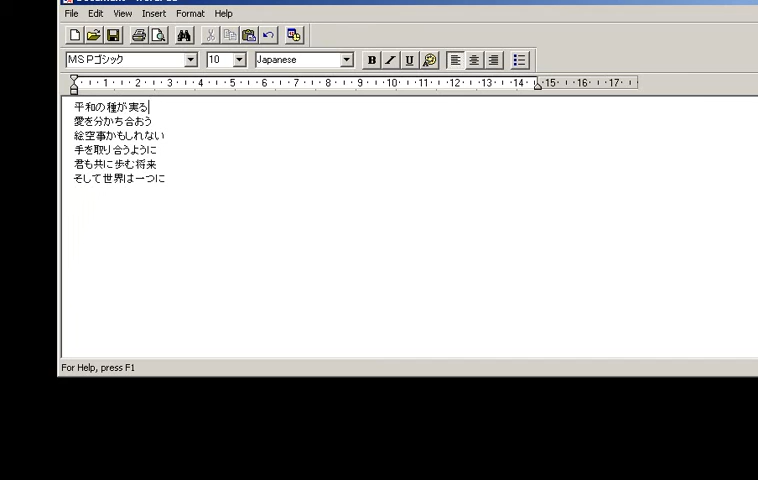 File Edit View Insert Format Help
MS Pゴシック 10 Japanese B I U
1 2 3 4 5 6 7 8 9 10 11 12 13 14 15 16 17
平和の種が実る
愛を分かち合おう
絵空事かもしれない
手を取り合うように
君も共に歩む将来
そして世界は一つに
For Help, press F1